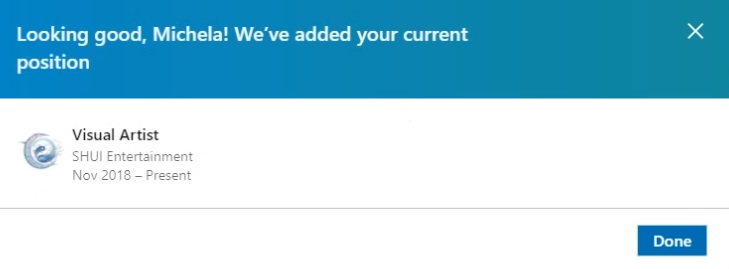 Looking good, Michela! We’ve added your current
position
Visual Artist
SHUI Entertainment
Nov 2018 – Present
Done